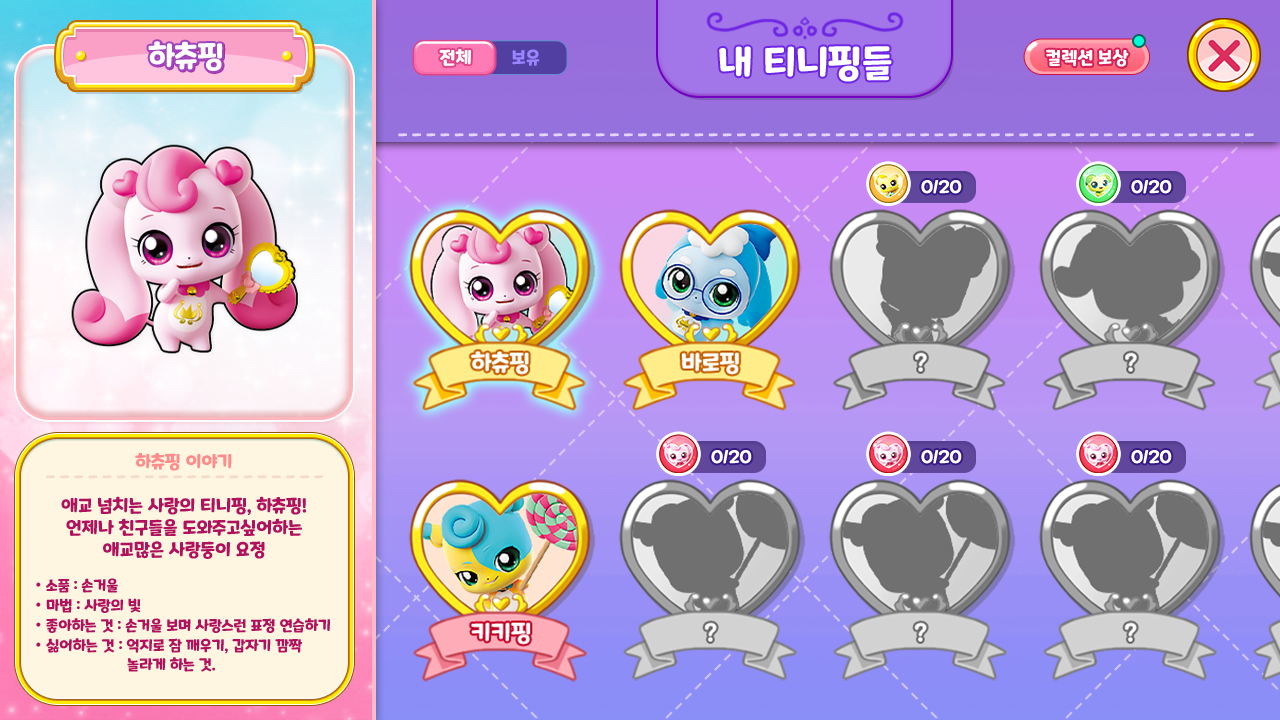 하츄핑
하츄핑 이야기
애교 넘치는 사랑의 티니핑, 하츄핑!
언제나 친구들을 도와주고싶어하는
애교많은 사랑둥이 요정
• 소품 : 손거울
• 마법 : 사랑의 빛
• 좋아하는 것 : 손거울 보며 사랑스런 표정 연습하기
• 싫어하는 것 : 억지로 잠 깨우기, 갑자기 깜짝
놀라게 하는 것.
전체 보유
내 티니핑들
컬렉션 보상
0/20 0/20
하츄핑 바로핑 ? ?
0/20 0/20 0/20
키키핑 ? ? ?